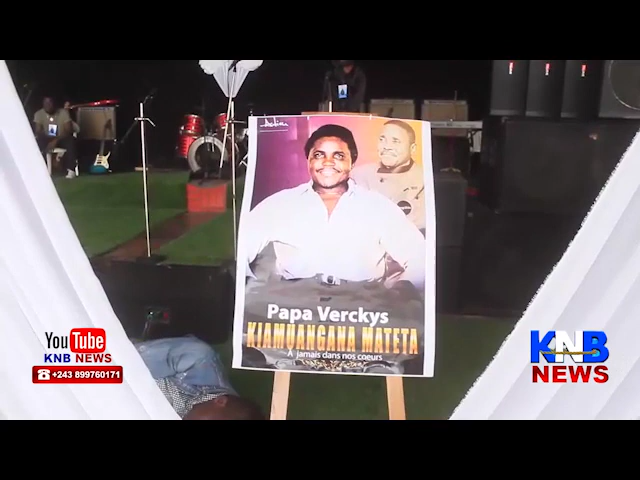 Papa Verckys
KIAMUANGANA MATETA
A jamais dans nos coeurs
YouTube
KNB NEWS
+243 899760171
KNB
NEWS